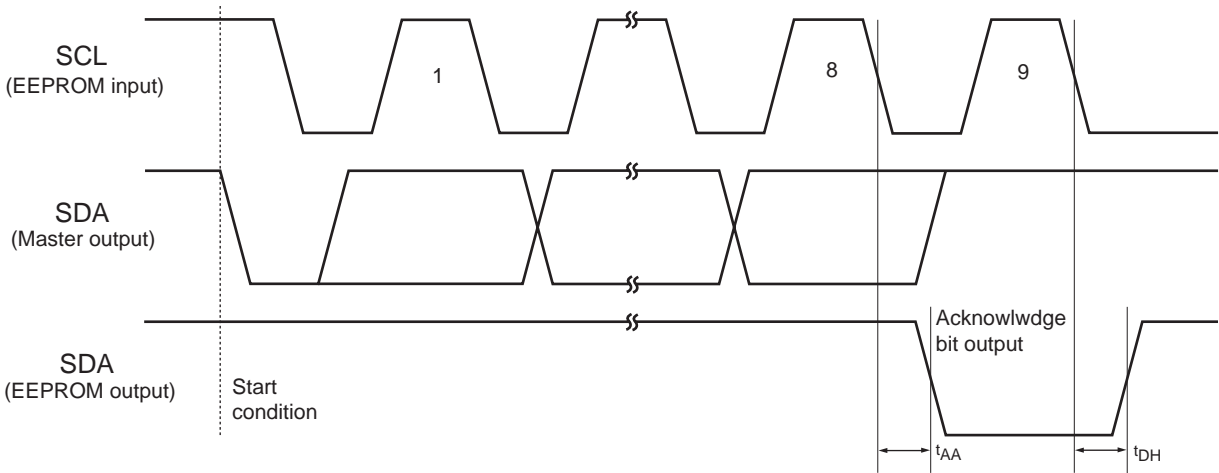 SCL
(EEPROM input)
1
8
9
SDA
(Master output)
SDA
(EEPROM output)
Start
condition
Acknowlwdge
bit output
tAA
tDH